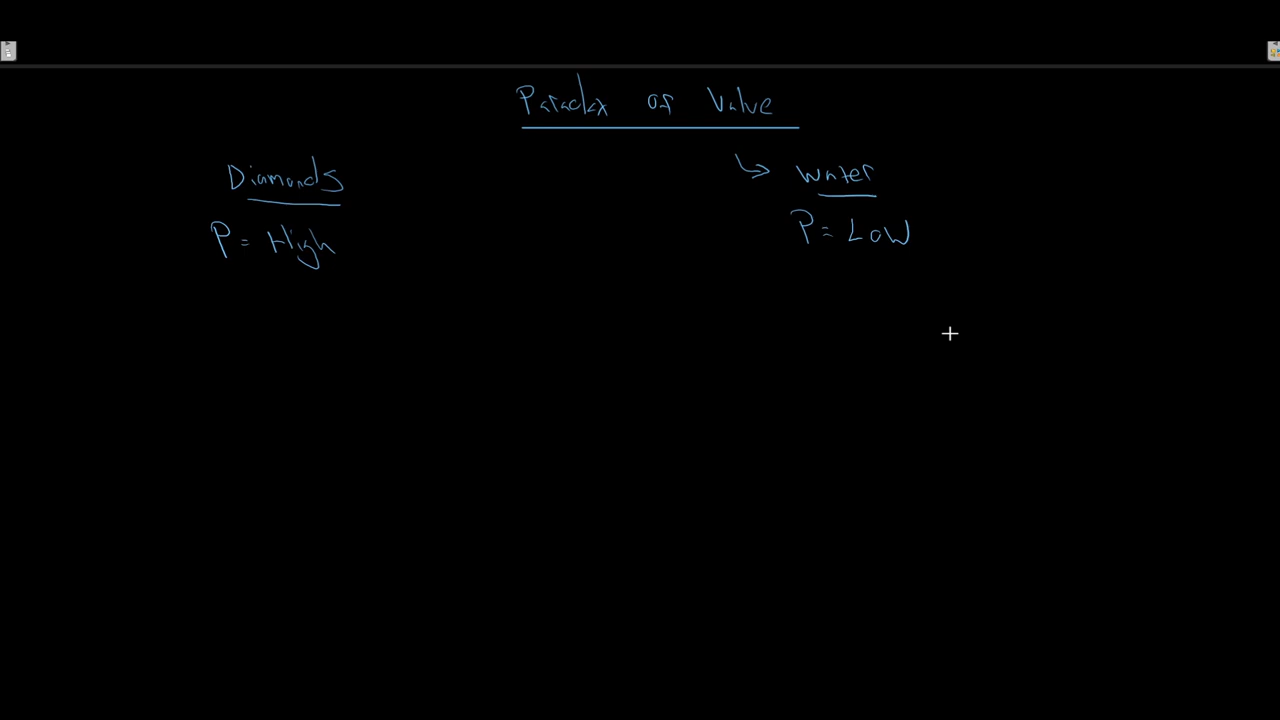 Paradox of Value
Diamonds
Water
P = High
P = Low